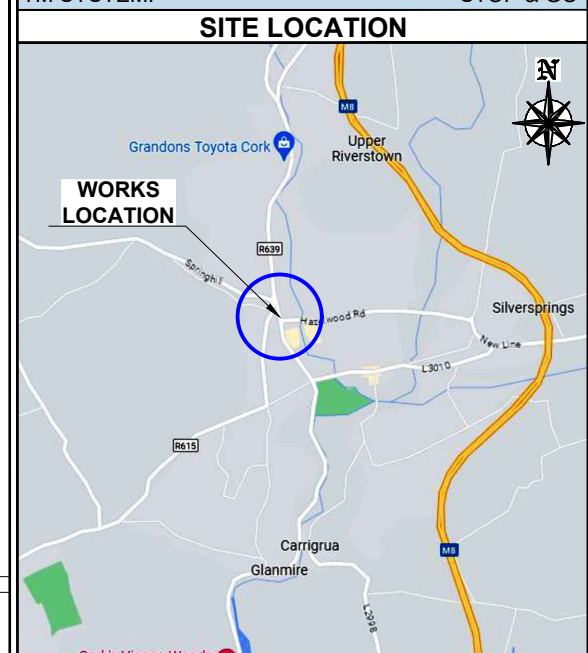 SITE LOCATION
N
M8
Grandons Toyota Cork
Upper
Riverstown
WORKS
LOCATION
R639
Springhill
Hazelwood Rd
Silversprings
New Line
L3010
R615
Carrigrua
M8
Glanmire
L2998